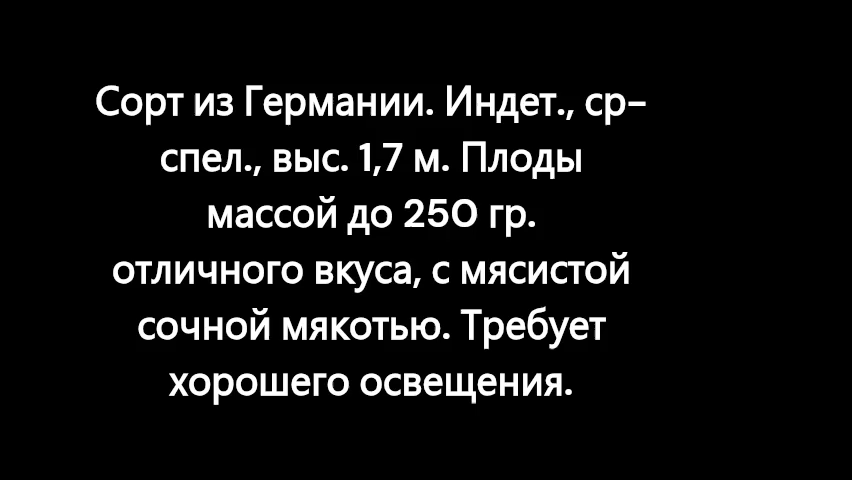 Сорт из Германии. Индет., ср-
спел., выс. 1,7 м. Плоды
массой до 250 гр.
отличного вкуса, с мясистой
сочной мякотью. Требует
хорошего освещения.